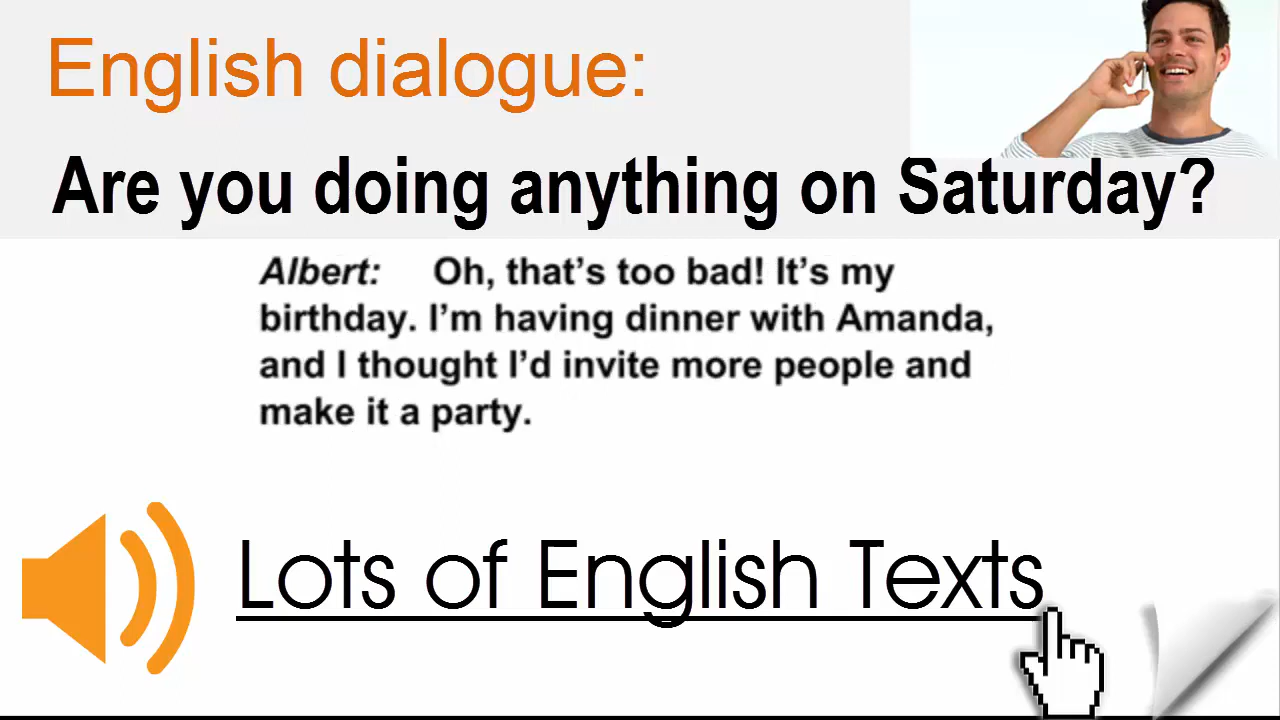 English dialogue:
Are you doing anything on Saturday?
Albert: Oh, that's too bad! It's my
birthday. I'm having dinner with Amanda,
and I thought I'd invite more people and
make it a party.
Lots of English Texts